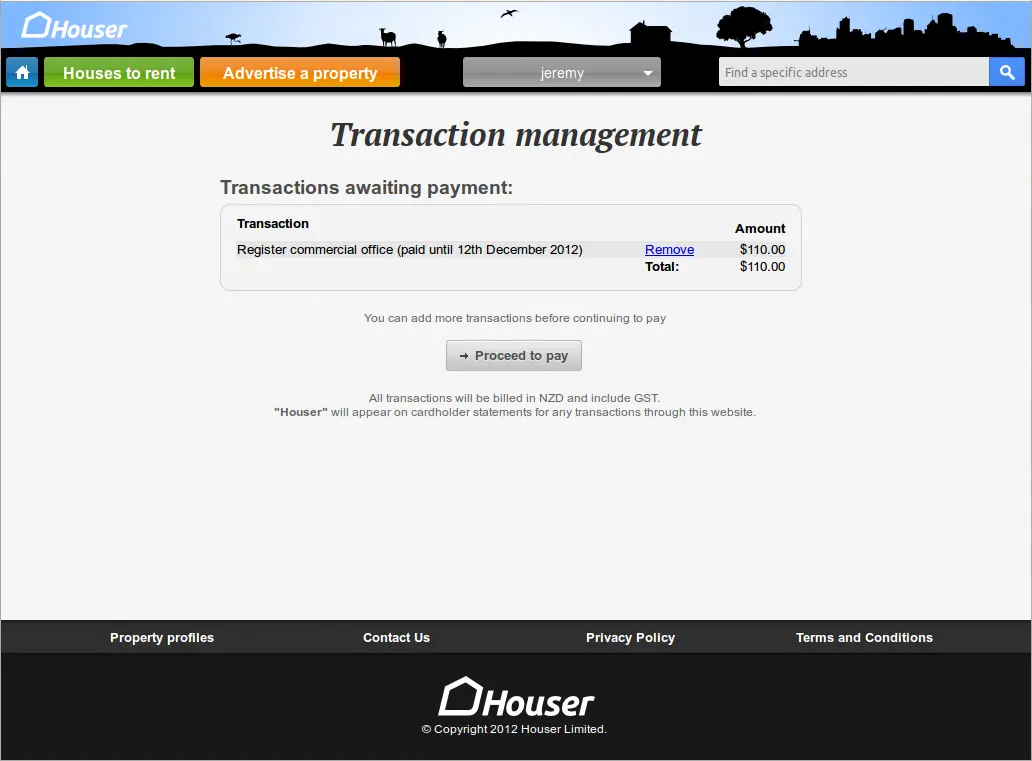 Houser
Houses to rent
Advertise a property
jeremy
Find a specific address
Transaction management
Transactions awaiting payment:
Transaction Amount
Register commercial office (paid until 12th December 2012) Remove $110.00
Total: $110.00
You can add more transactions before continuing to pay
→ Proceed to pay
All transactions will be billed in NZD and include GST.
"Houser" will appear on cardholder statements for any transactions through this website.
Property profiles Contact Us Privacy Policy Terms and Conditions
Houser
© Copyright 2012 Houser Limited.